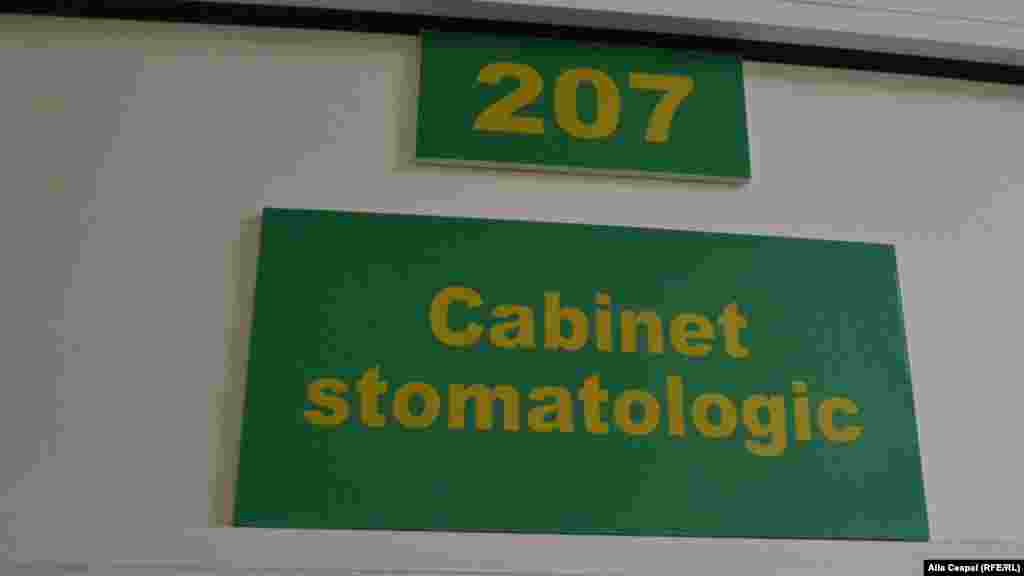 207
Cabinet
stomatologic
Alla Ceapai (RFE/RL)